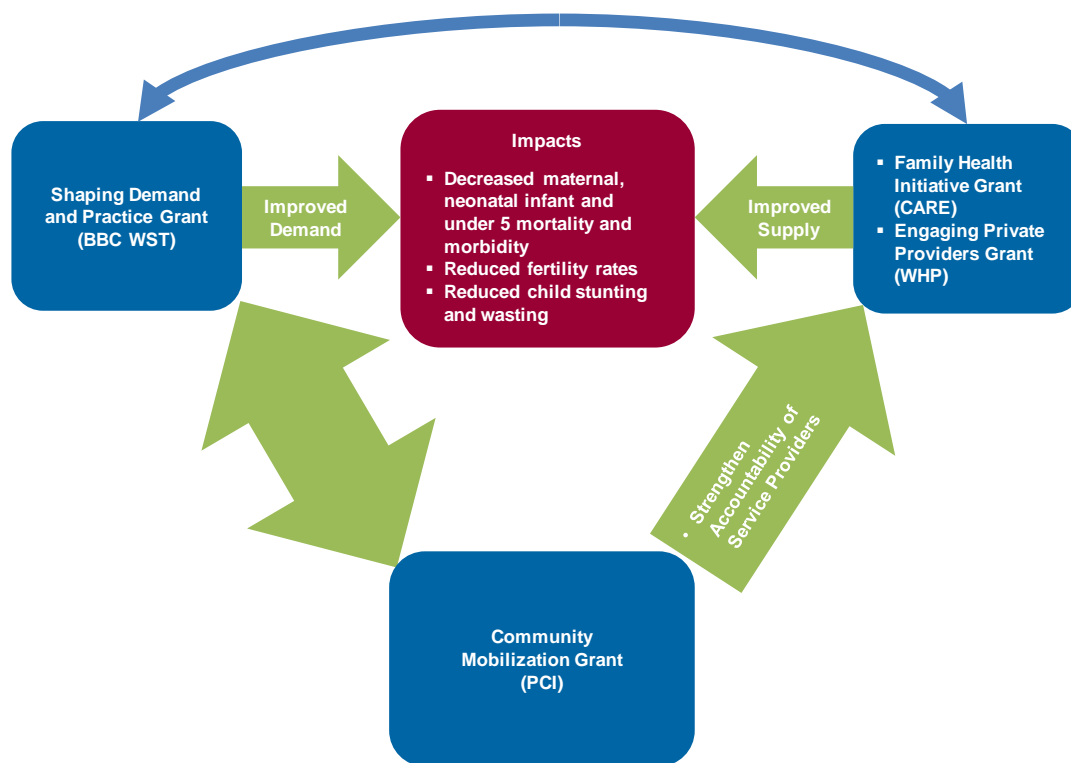 Shaping Demand
and Practice Grant
(BBC WST)
Improved
Demand
Impacts
▪ Decreased maternal,
neonatal infant and
under 5 mortality and
morbidity
▪ Reduced fertility rates
▪ Reduced child stunting
and wasting
Improved
Supply
▪ Family Health
Initiative Grant
(CARE)
▪ Engaging Private
Providers Grant
(WHP)
• Strengthen
Accountability of
Service Providers
Community
Mobilization Grant
(PCI)